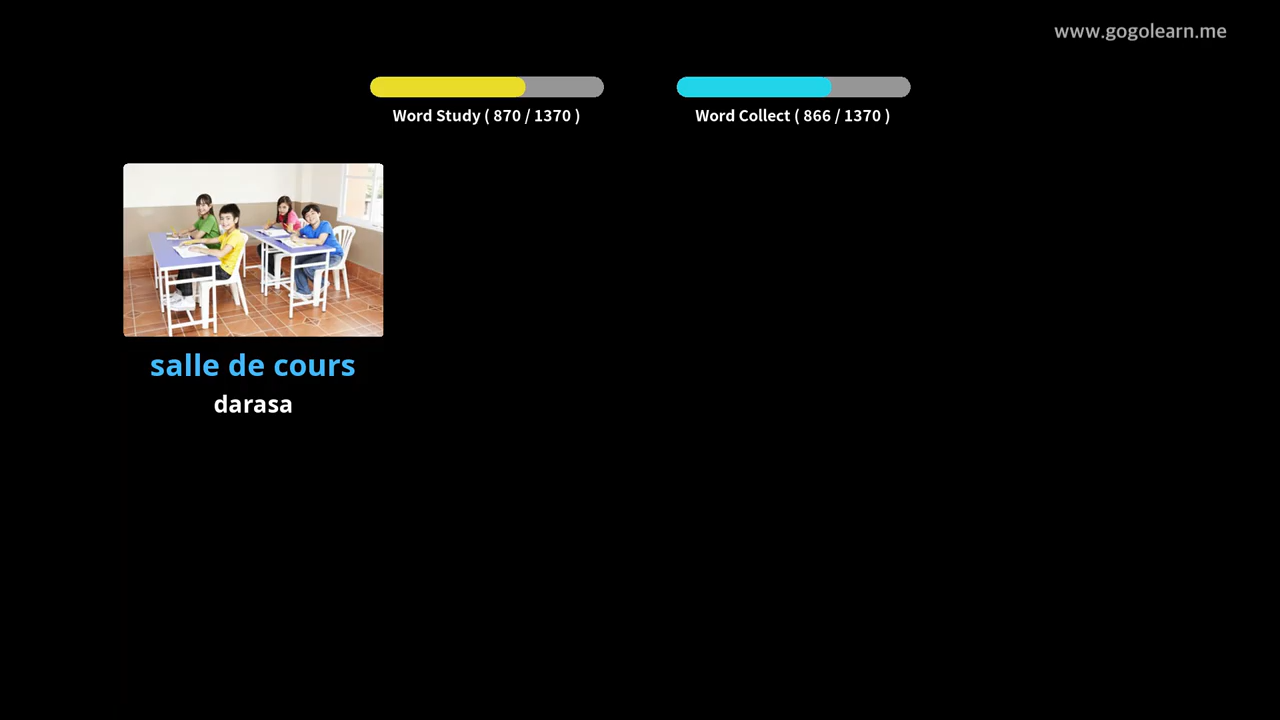 www.gogolearn.me
Word Study ( 870 / 1370 )
Word Collect ( 866 / 1370 )
salle de cours
darasa